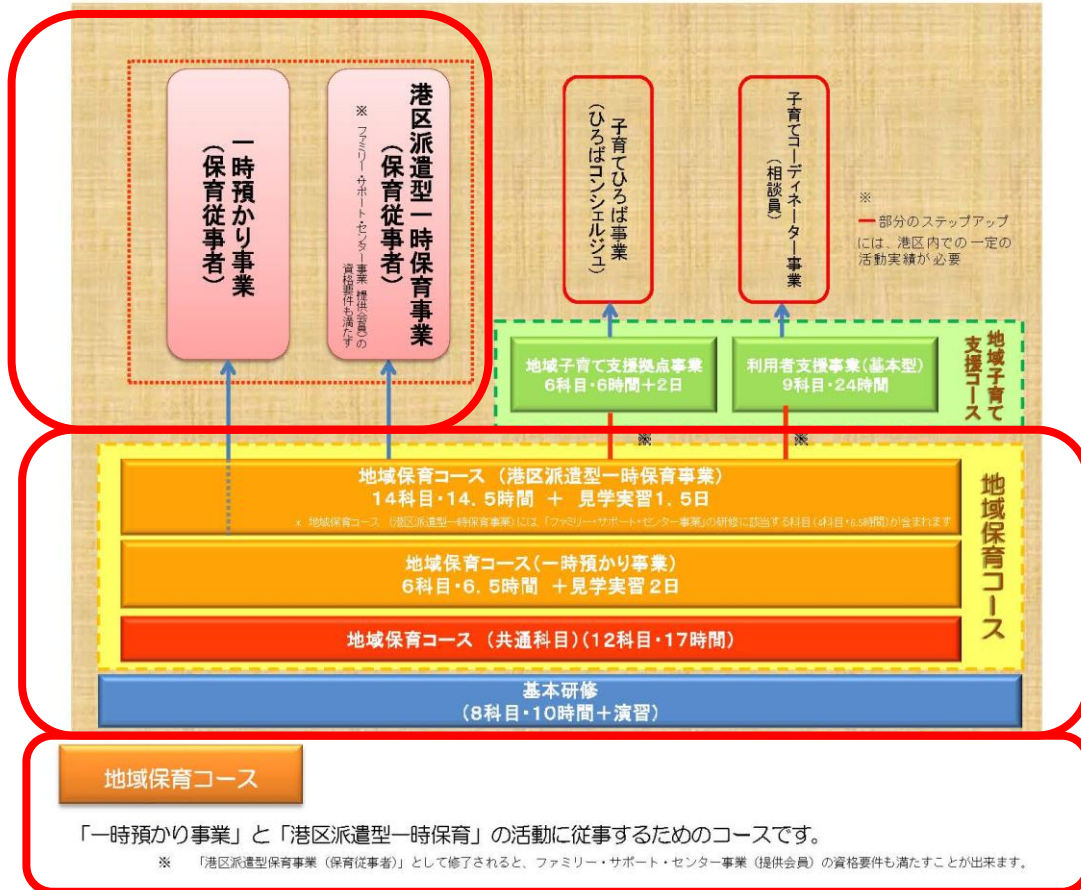 一時預かり事業
(保育従事者)
港区派遣型一時保育事業
(保育従事者)
※ ファミリー・サポート・センター事業(提供会員)の
資格要件も満たす
子育てひろば事業
(ひろばコンシェルジュ)
子育てコーディネーター事業
(相談員)
※
━部分のステップアップ
には、港区内での一定の
活動実績が必要
地域子育て支援拠点事業
6科目・6時間+2日
利用者支援事業(基本型)
9科目・24時間
地域子育て
支援コース
※
※
地域保育コース (港区派遣型一時保育事業)
14科目・14.5時間 + 見学実習1.5日
* 地域保育コース (港区派遣型一時保育事業)には、「ファミリー・サポート・センター事業」の研修に該当する科目(4科目・6.5時間)が含まれます
地域保育コース(一時預かり事業)
6科目・6.5時間 +見学実習2日
地域保育コース (共通科目)(12科目・17時間)
地域保育コース
基本研修
(8科目・10時間+演習)
地域保育コース
「一時預かり事業」と「港区派遣型一時保育」の活動に従事するためのコースです。
※ 「港区派遣型保育事業(保育従事者)」として修了されると、ファミリー・サポート・センター事業(提供会員)の資格要件も満たすことが出来ます。